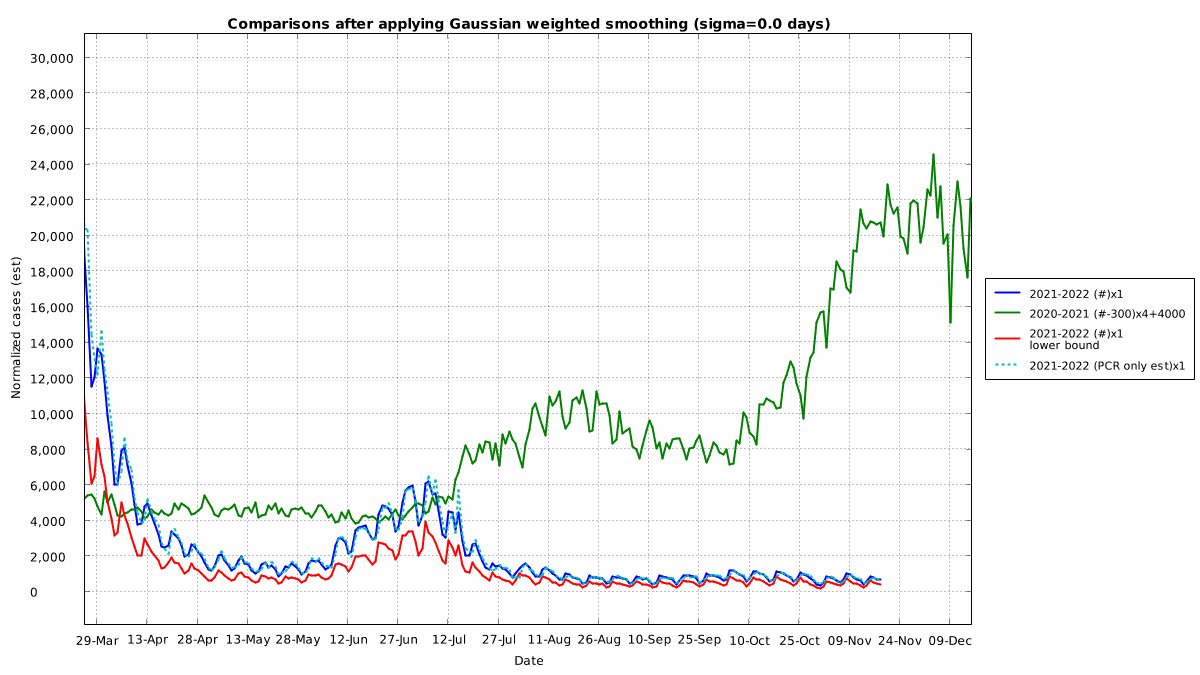 Comparisons after applying Gaussian weighted smoothing (sigma=0.0 days)
30,000
28,000
26,000
24,000
22,000
20,000
18,000
16,000
14,000
12,000
10,000
8,000
6,000
4,000
2,000
0
Normalized cases (est)
29-Mar 13-Apr 28-Apr 13-May 28-May 12-Jun 27-Jun 12-Jul 27-Jul 11-Aug 26-Aug 10-Sep 25-Sep 10-Oct 25-Oct 09-Nov 24-Nov 09-Dec
Date
2021-2022 (#)x1
2020-2021 (#-300)x4+4000
2021-2022 (#)x1
lower bound
2021-2022 (PCR only est)x1